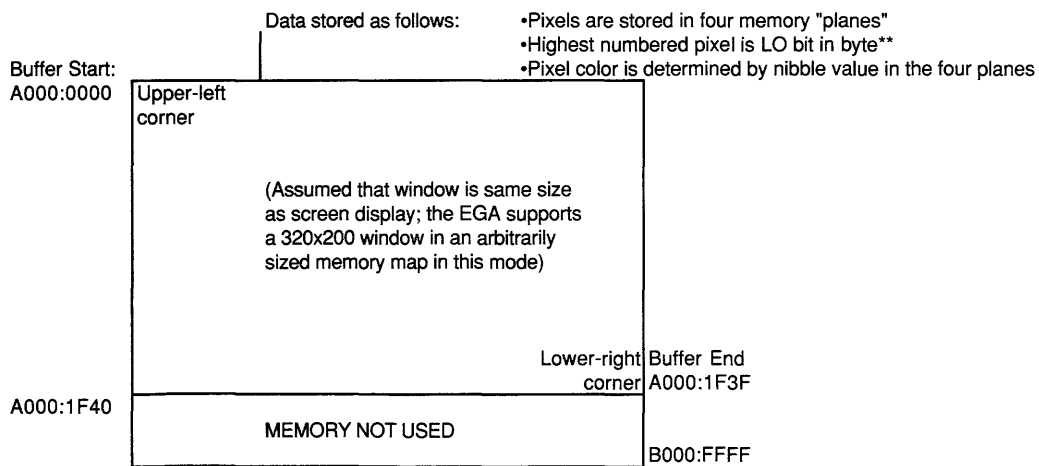 Data stored as follows:
•Pixels are stored in four memory "planes"
•Highest numbered pixel is LO bit in byte**
•Pixel color is determined by nibble value in the four planes
Buffer Start:
A000:0000
Upper-left
corner
(Assumed that window is same size
as screen display; the EGA supports
a 320x200 window in an arbitrarily
sized memory map in this mode)
Lower-right
corner
Buffer End
A000:1F3F
A000:1F40
MEMORY NOT USED
B000:FFFF